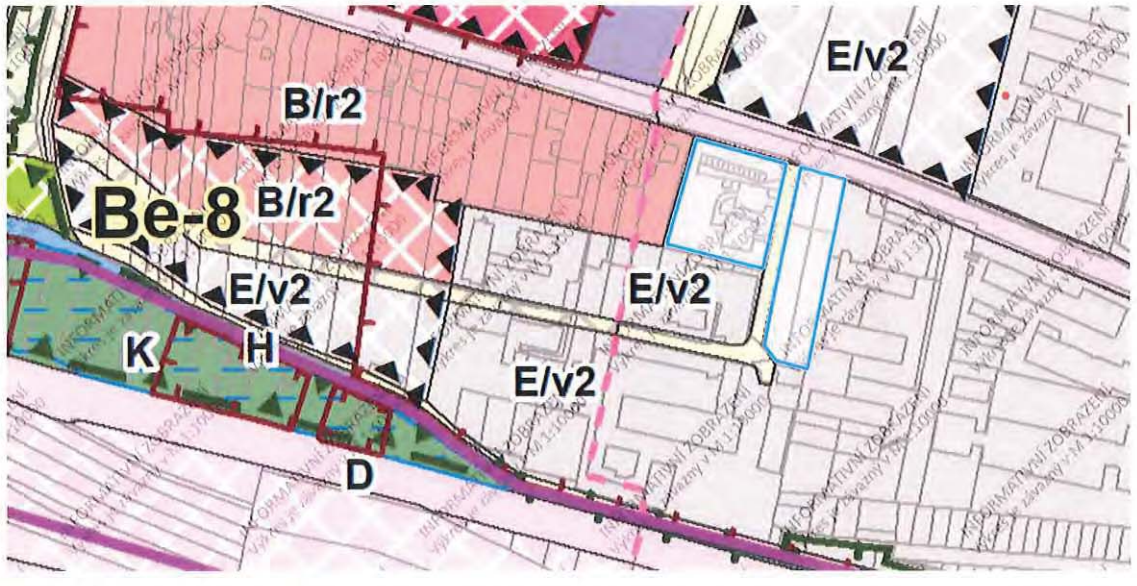 E/v2
B/r2
B/r2
Be-8
E/v2
E/v2
E/v2
K
H
D
INFORMATIVNÍ ZOBRAZENÍ
Výkres je závazný v M 1:10000